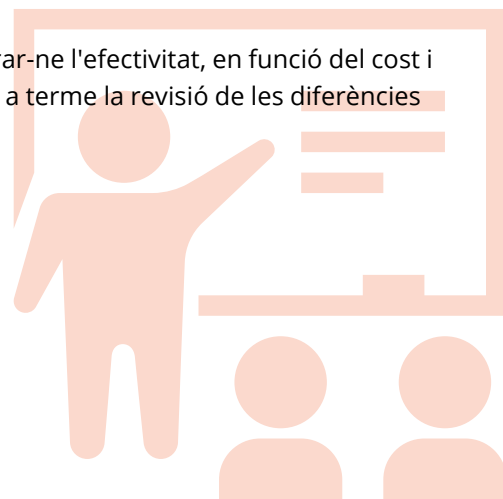 ar-ne l'efectivitat, en funció del cost i
a terme la revisió de les diferències